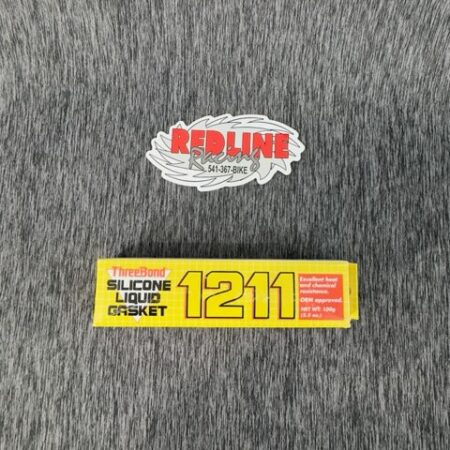 REDLINE
Racing
541-367-BIKE
ThreeBond
SILICONE
LIQUID
GASKET
1211
Excellent heat
and chemical
resistance.
OEM approved.
NET WT. 100g
(3.5 oz.)